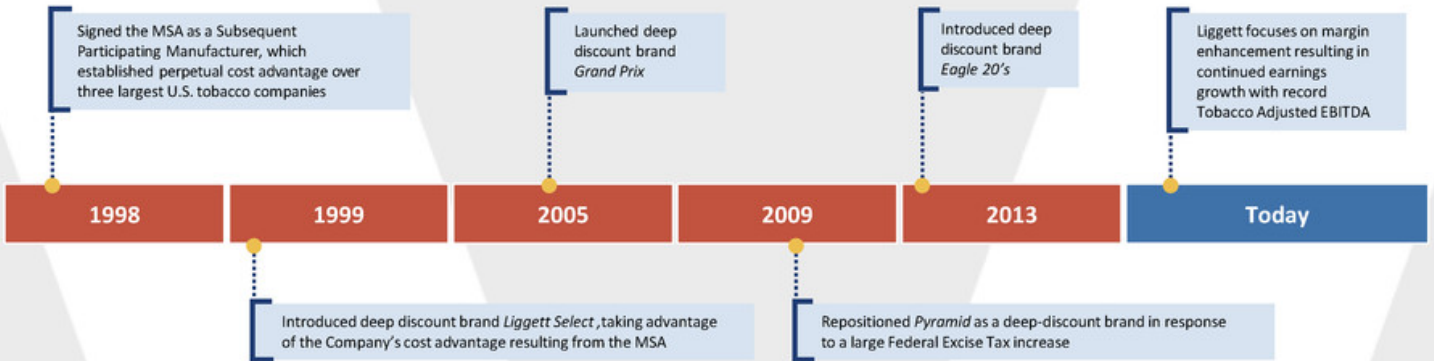 Signed the MSA as a Subsequent
Participating Manufacturer, which
established perpetual cost advantage over
three largest U.S. tobacco companies
Launched deep
discount brand
Grand Prix
Introduced deep
discount brand
Eagle 20's
Liggett focuses on margin
enhancement resulting in
continued earnings
growth with record
Tobacco Adjusted EBITDA
1998
1999
2005
2009
2013
Today
Introduced deep discount brand Liggett Select ,taking advantage
of the Company's cost advantage resulting from the MSA
Repositioned Pyramid as a deep-discount brand in response
to a large Federal Excise Tax increase